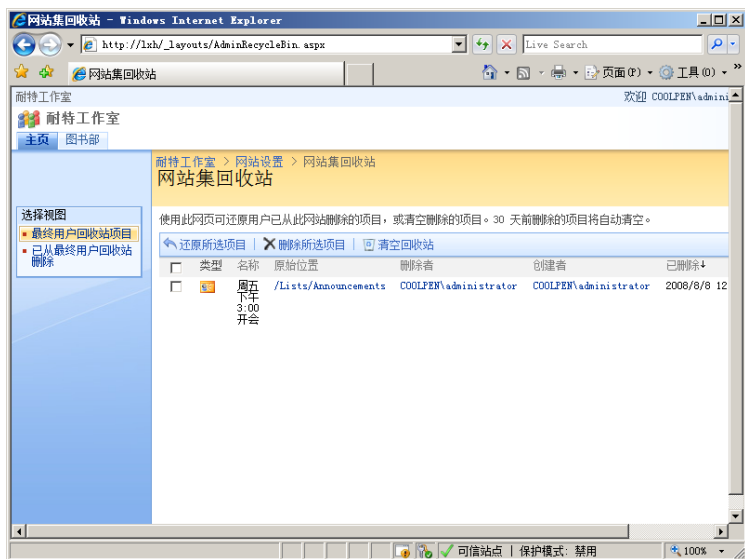 网站集回收站 - Windows Internet Explorer
http://lxh/_layouts/AdminRecycleBin.aspx
Live Search
网站集回收站
页面(P)
工具(O)
»
耐特工作室
欢迎 COOLPEN\admini
耐特工作室
主页 图书部
耐特工作室 > 网站设置 > 网站集回收站
网站集回收站
选择视图
最终用户回收站项目
已从最终用户回收站
删除
使用此网页可还原用户已从此网站删除的项目，或清空删除的项目。30 天前删除的项目将自动清空。
还原所选项目 | 删除所选项目 | 清空回收站
类型 名称 原始位置 删除者 创建者 已删除↓
周五 /Lists/Announcements COOLPEN\administrator COOLPEN\administrator 2008/8/8 12
下午
3:00
开会
可信站点 | 保护模式: 禁用
100%